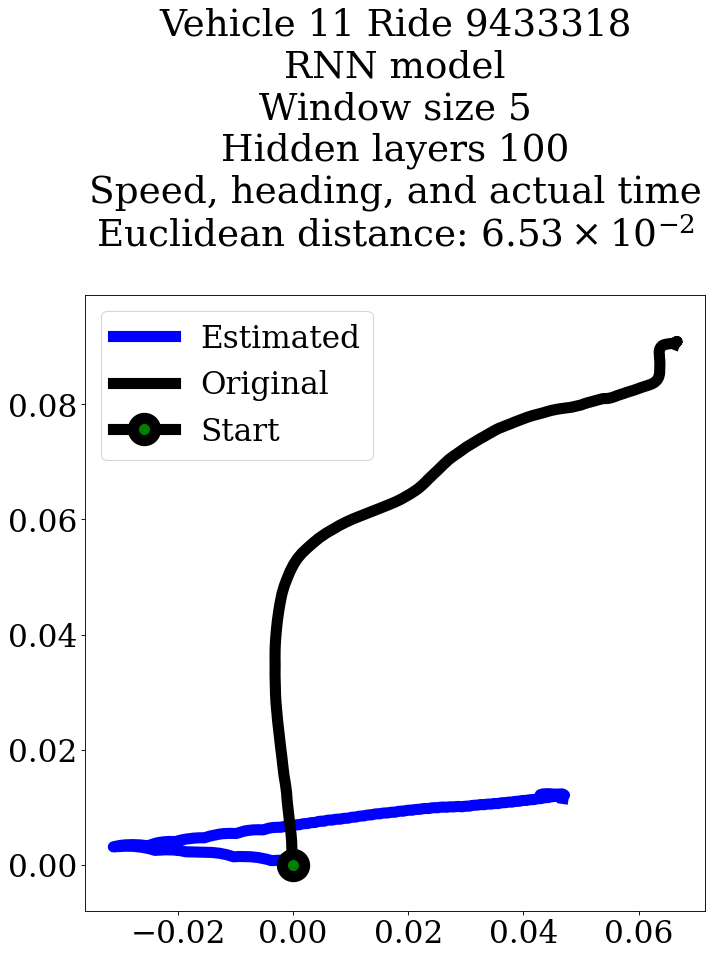 Vehicle 11 Ride 9433318
RNN model
Window size 5
Hidden layers 100
Speed, heading, and actual time
Euclidean distance: 6.53 × 10⁻²
Estimated
Original
Start
0.08
0.06
0.04
0.02
0.00
−0.02 0.00 0.02 0.04 0.06